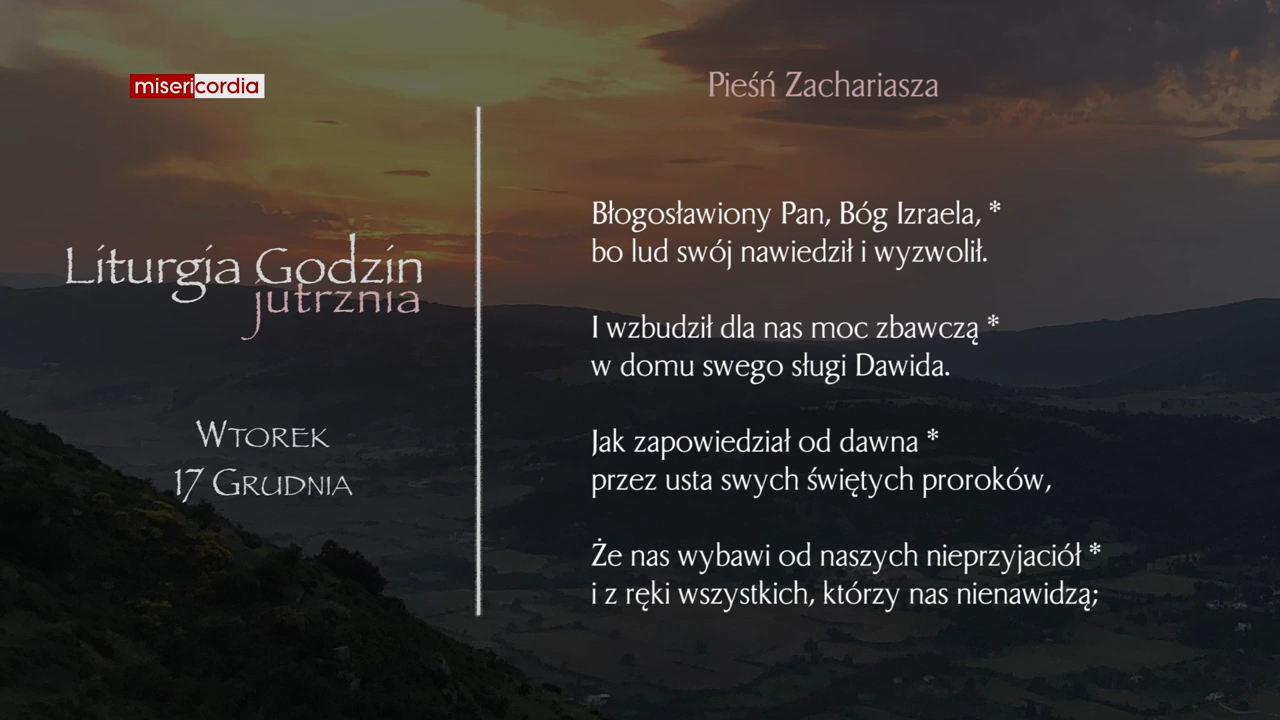 misericordia
Liturgia Godzin
jutrznia
Wtorek
17 Grudnia
Pieśń Zachariasza
Błogosławiony Pan, Bóg Izraela, *
bo lud swój nawiedził i wyzwolił.
I wzbudził dla nas moc zbawczą *
w domu swego sługi Dawida.
Jak zapowiedział od dawna *
przez usta swych świętych proroków,
Że nas wybawi od naszych nieprzyjaciół *
i z ręki wszystkich, którzy nas nienawidzą;